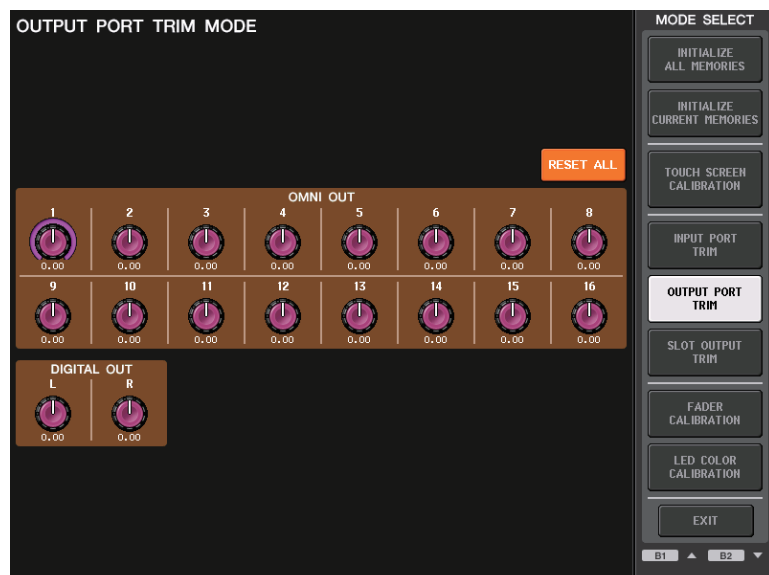 OUTPUT PORT TRIM MODE
RESET ALL
OMNI OUT
1 2 3 4 5 6 7 8
0.00 0.00 0.00 0.00 0.00 0.00 0.00 0.00
9 10 11 12 13 14 15 16
0.00 0.00 0.00 0.00 0.00 0.00 0.00 0.00
DIGITAL OUT
L R
0.00 0.00
MODE SELECT
INITIALIZE
ALL MEMORIES
INITIALIZE
CURRENT MEMORIES
TOUCH SCREEN
CALIBRATION
INPUT PORT
TRIM
OUTPUT PORT
TRIM
SLOT OUTPUT
TRIM
FADER
CALIBRATION
LED COLOR
CALIBRATION
EXIT
B1 ▲ B2 ▼